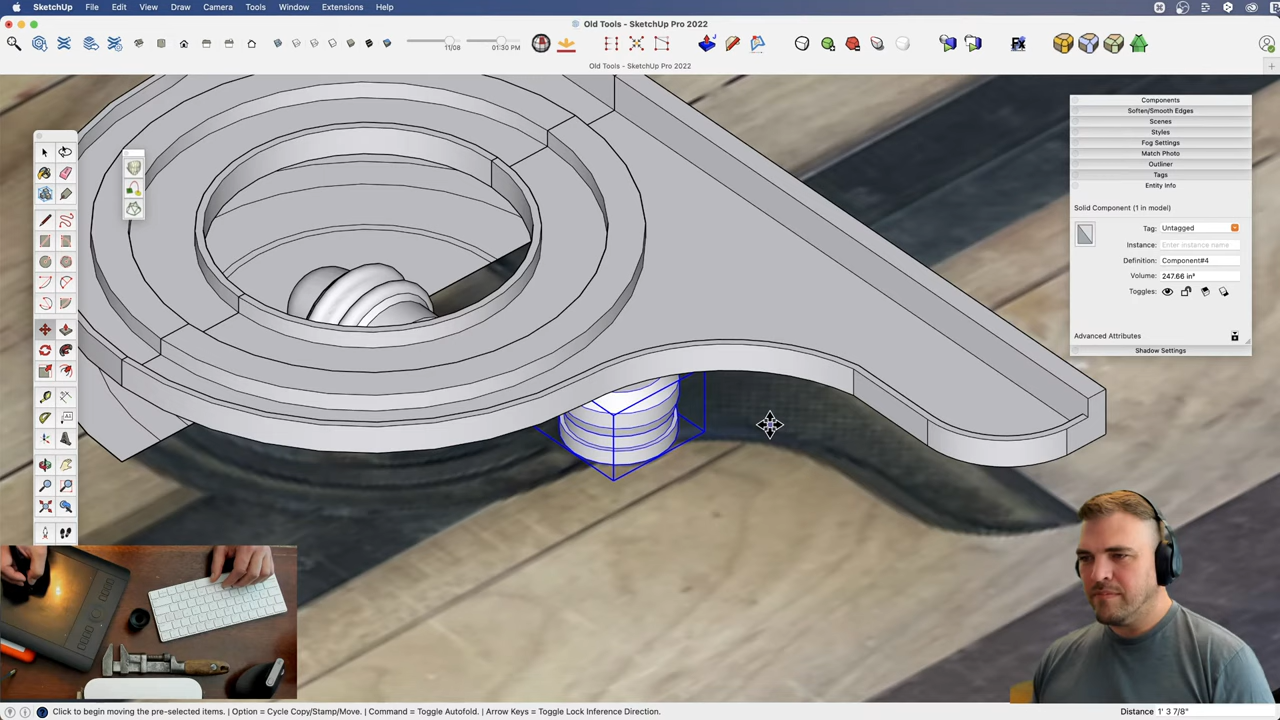 SketchUp File Edit View Draw Camera Tools Window Extensions Help
Old Tools - SketchUp Pro 2022
11/08 01:30 PM
Old Tools - SketchUp Pro 2022
Components
Soften/Smooth Edges
Scenes
Styles
Fog Settings
Match Photo
Outliner
Tags
Entity Info
Solid Component (1 in model)
Tag: Untagged
Instance: Enter instance name
Definition: Component#4
Volume: 247.66 in³
Toggles:
Advanced Attributes
Shadow Settings
Click to begin moving the pre-selected items. | Option = Cycle Copy/Stamp/Move. | Command = Toggle Autofold. | Arrow Keys = Toggle Lock Inference Direction.
Distance 1' 3 7/8"